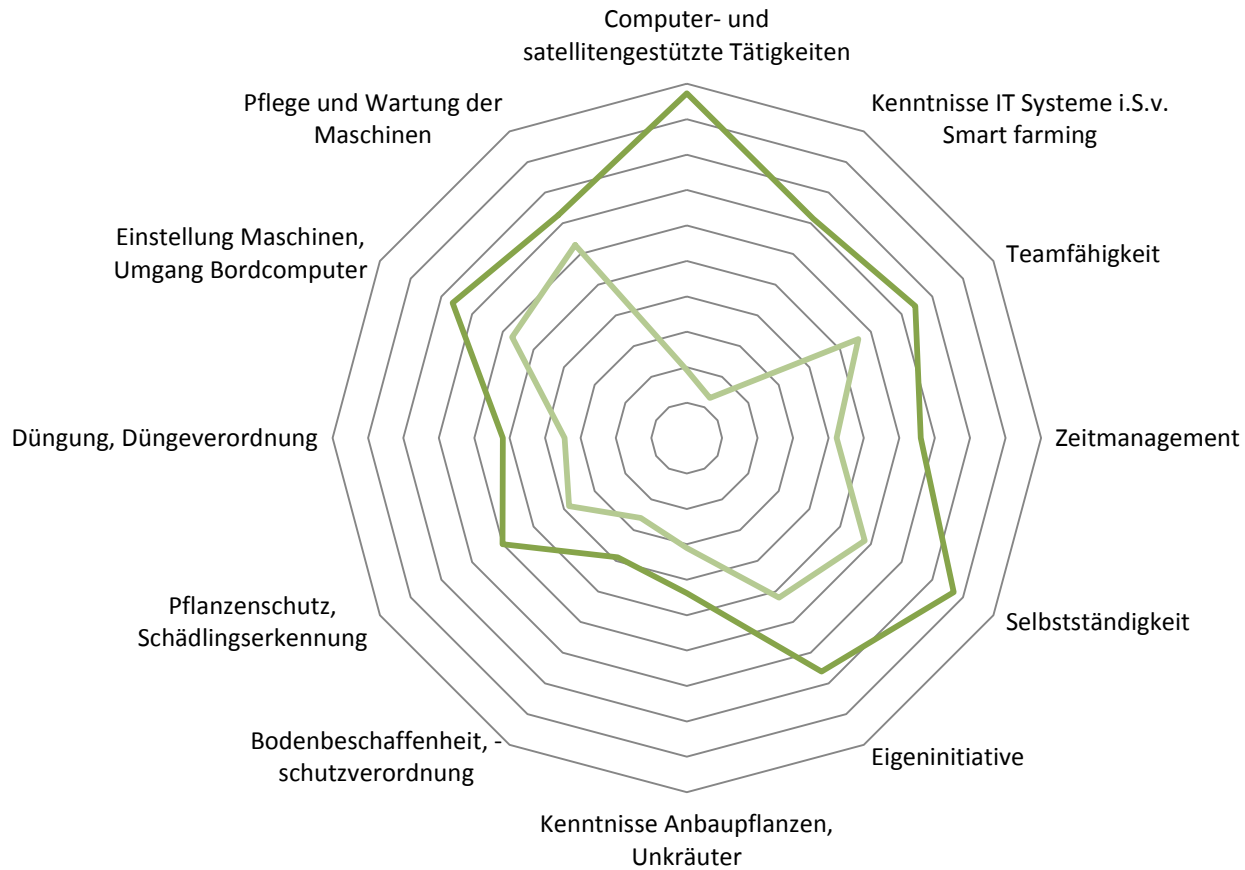 Computer- und
satellitengestützte Tätigkeiten
Kenntnisse IT Systeme i.S.v.
Smart farming
Teamfähigkeit
Zeitmanagement
Selbstständigkeit
Eigeninitiative
Kenntnisse Anbaupflanzen,
Unkräuter
Bodenbeschaffenheit, -
schutzverordnung
Pflanzenschutz,
Schädlingserkennung
Düngung, Düngeverordnung
Einstellung Maschinen,
Umgang Bordcomputer
Pflege und Wartung der
Maschinen